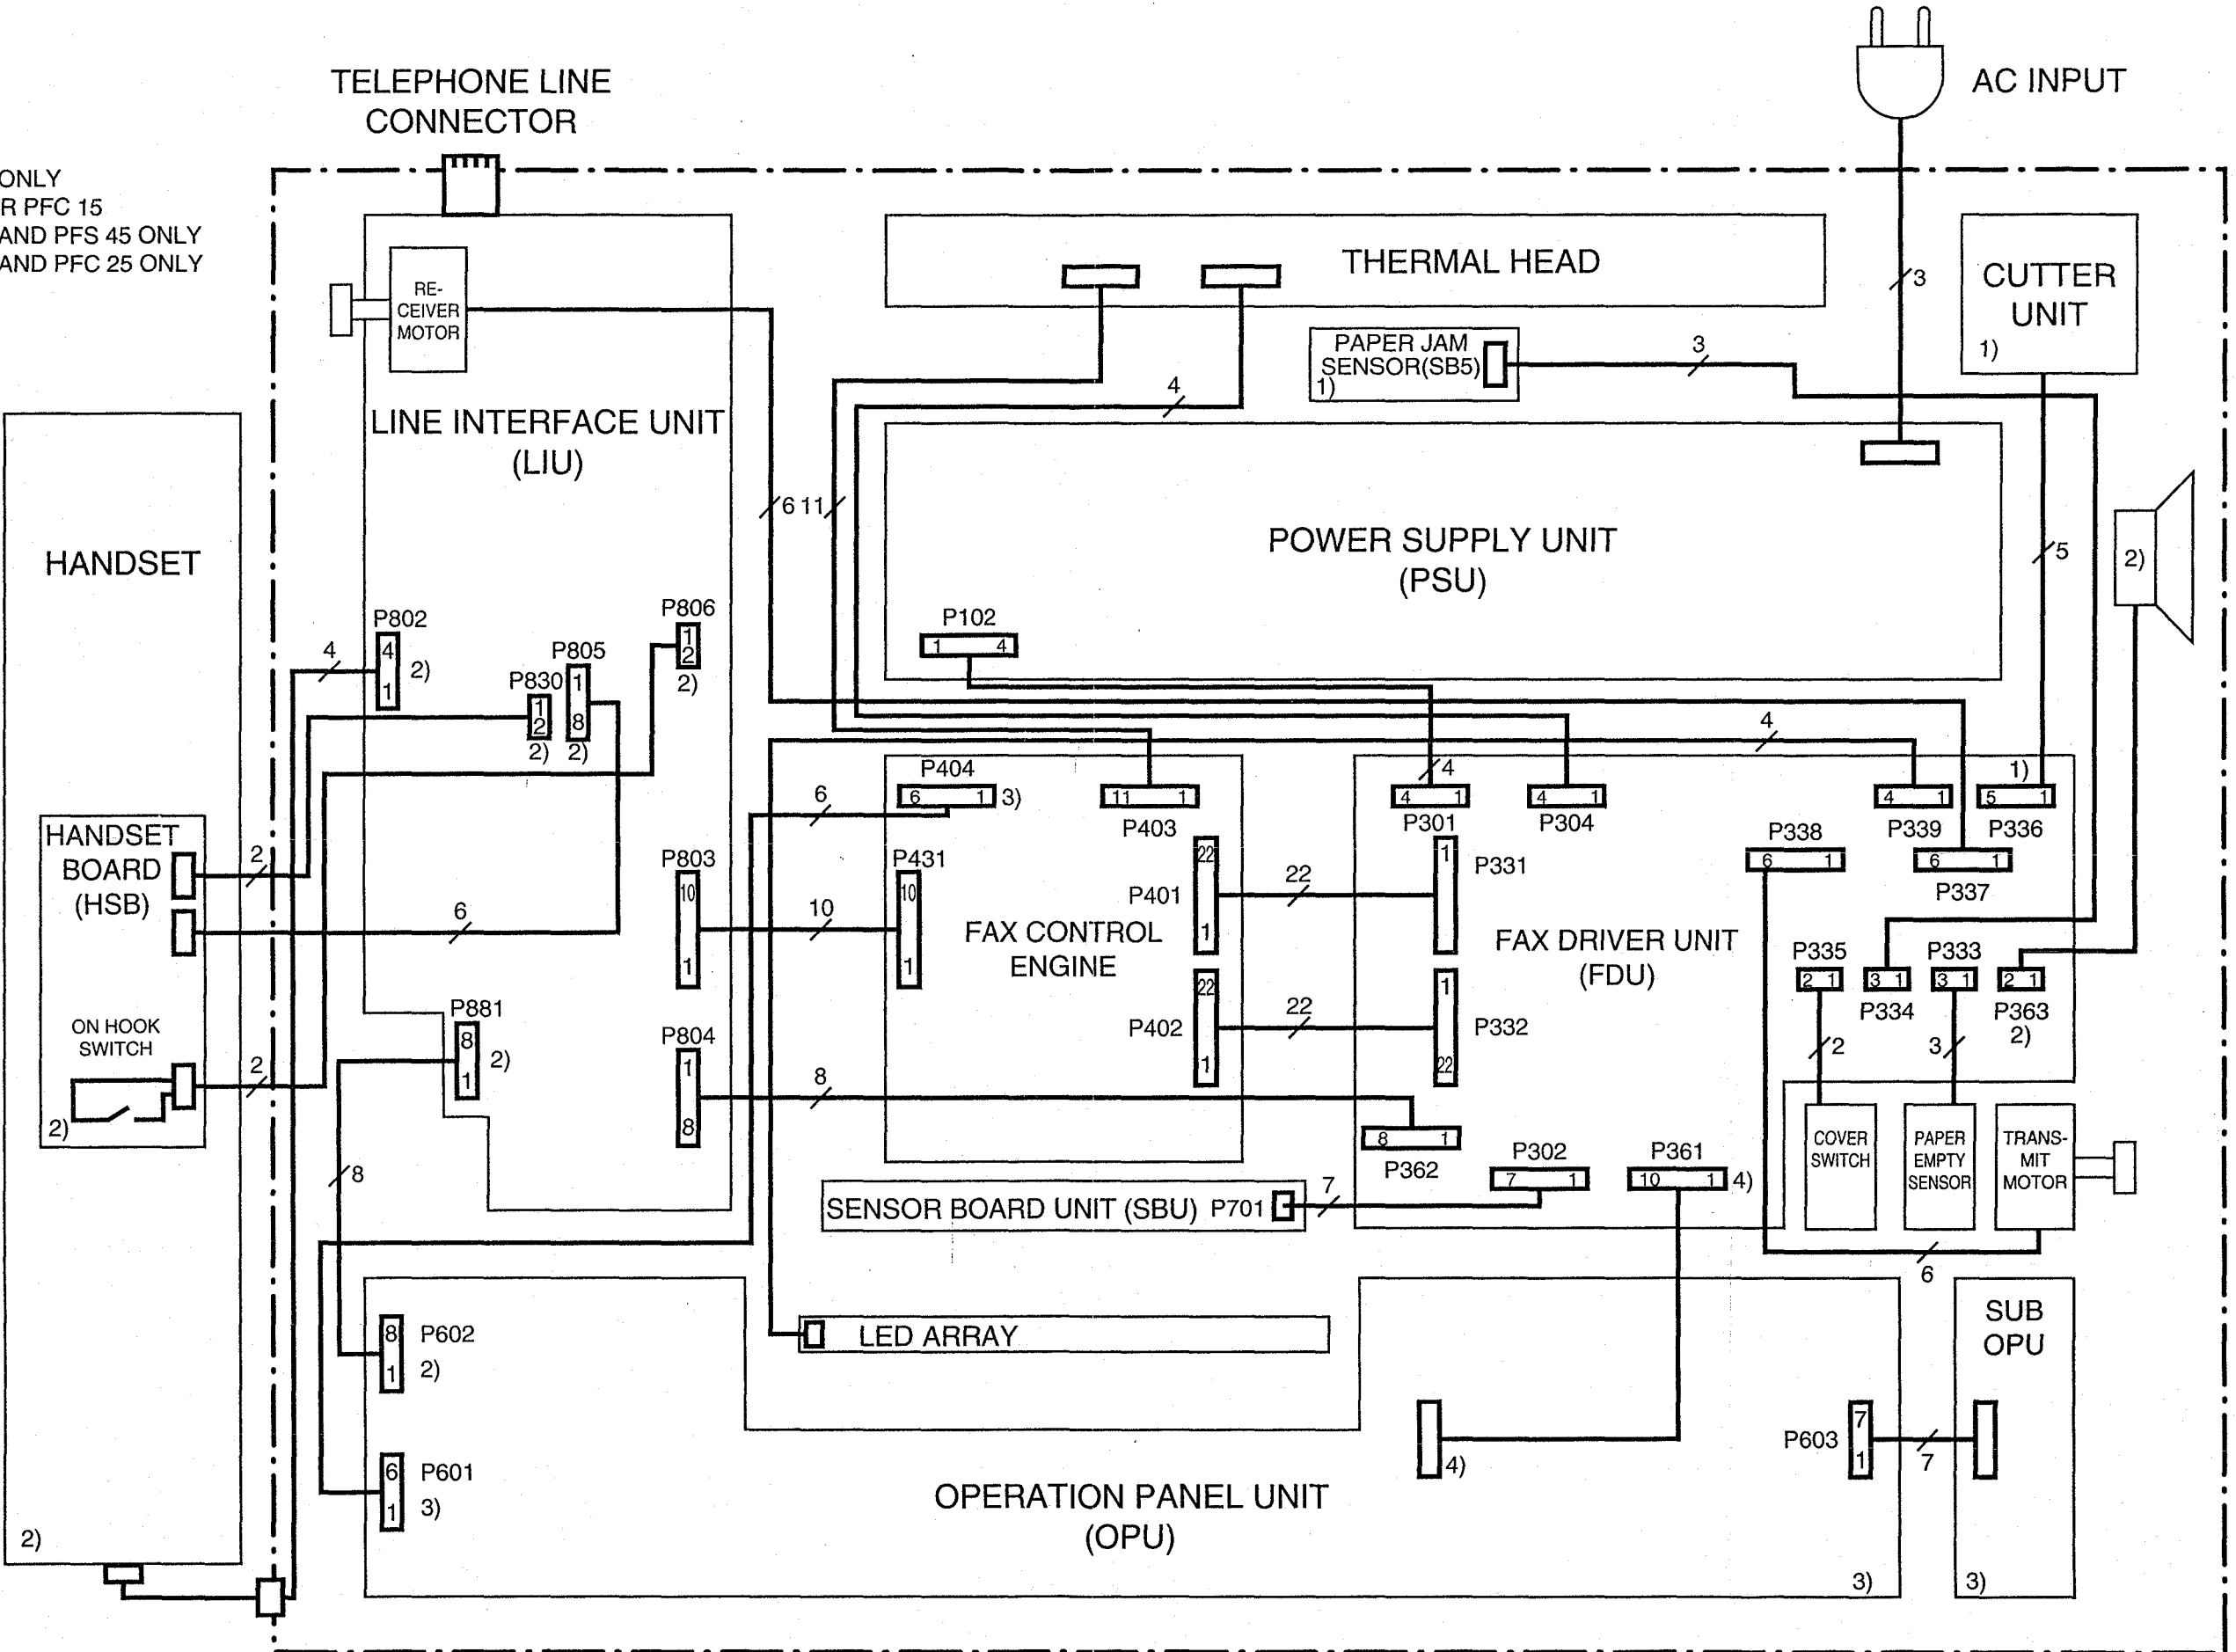 TELEPHONE LINE
CONNECTOR
AC INPUT
ONLY
R PFC 15
AND PFS 45 ONLY
AND PFC 25 ONLY
RE-
CEIVER
MOTOR
THERMAL HEAD
3
CUTTER
UNIT
1)
PAPER JAM
SENSOR(SB5)
1)
3
4
LINE INTERFACE UNIT
(LIU)
6 11
POWER SUPPLY UNIT
(PSU)
5
2)
HANDSET
P802
4
1
2)
4
P806
1
2
2)
P805
1
8
2)
P830
1
2
2)
P102
1 4
4
P404
6 1
3)
6
11 1
P403
4
4 1
P301
4 1
P304
4 1
P339
1)
5 1
P336
P338
6 1
6 1
P337
HANDSET
BOARD
(HSB)
2
6
P803
10
1
10
P431
10
1
P401
22
1
22
1
P331
FAX CONTROL
ENGINE
FAX DRIVER UNIT
(FDU)
P335
2 1
3 1
P334
P333
3 1
2 1
P363
2)
P402
22
1
22
1
22
P332
ON HOOK
SWITCH
2
2)
P881
8
1
2)
8
P804
1
8
8
8 1
P362
P302
7 1
P361
10 1
4)
2
3
COVER
SWITCH
PAPER
EMPTY
SENSOR
TRANS-
MIT
MOTOR
6
SENSOR BOARD UNIT (SBU) P701
7
LED ARRAY
SUB
OPU
3)
P602
8
1
2)
P601
6
1
3)
4)
P603
7
1
7
OPERATION PANEL UNIT
(OPU)
3)
2)